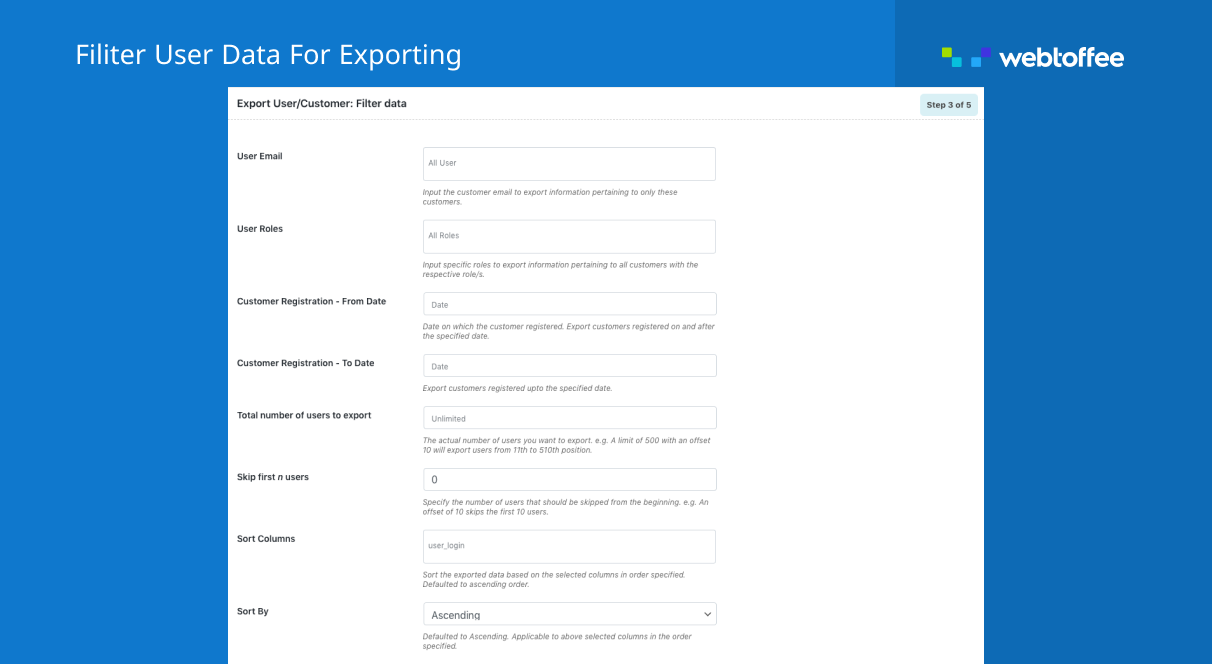 Filiter User Data For Exporting
webtoffee
Export User/Customer: Filter data
Step 3 of 5
User Email
All User
Input the customer email to export information pertaining to only these
customers.
User Roles
All Roles
Input specific roles to export information pertaining to all customers with the
respective role/s.
Customer Registration - From Date
Date
Date on which the customer registered. Export customers registered on and after
the specified date.
Customer Registration - To Date
Date
Export customers registered upto the specified date.
Total number of users to export
Unlimited
The actual number of users you want to export. e.g. A limit of 500 with an offset
10 will export users from 11th to 510th position.
Skip first n users
0
Specify the number of users that should be skipped from the beginning. e.g. An
offset of 10 skips the first 10 users.
Sort Columns
user_login
Sort the exported data based on the selected columns in order specified.
Defaulted to ascending order.
Sort By
Ascending
Defaulted to Ascending. Applicable to above selected columns in the order
specified.